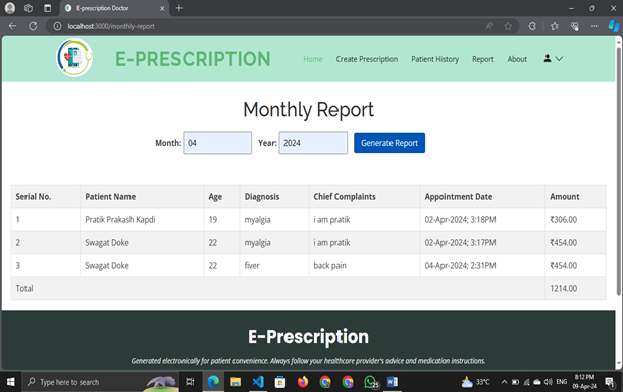 E-prescription Doctor
localhost:3000/monthly-report
E-PRESCRIPTION
Home Create Prescription Patient History Report About
Monthly Report
Month: 04 Year: 2024 Generate Report
Serial No. Patient Name Age Diagnosis Chief Complaints Appointment Date Amount
1 Pratik Prakash Kapdi 19 myalgia i am pratik 02-Apr-2024; 3:18PM ₹306.00
2 Swagat Doke 22 myalgia i am pratik 02-Apr-2024; 3:17PM ₹454.00
3 Swagat Doke 22 fiver back pain 04-Apr-2024; 2:31PM ₹454.00
Total 1214.00
E-Prescription
Generated electronically for patient convenience. Always follow your healthcare provider's advice and medication instructions.
Type here to search 33°C ENG 8:12 PM
09-Apr-24